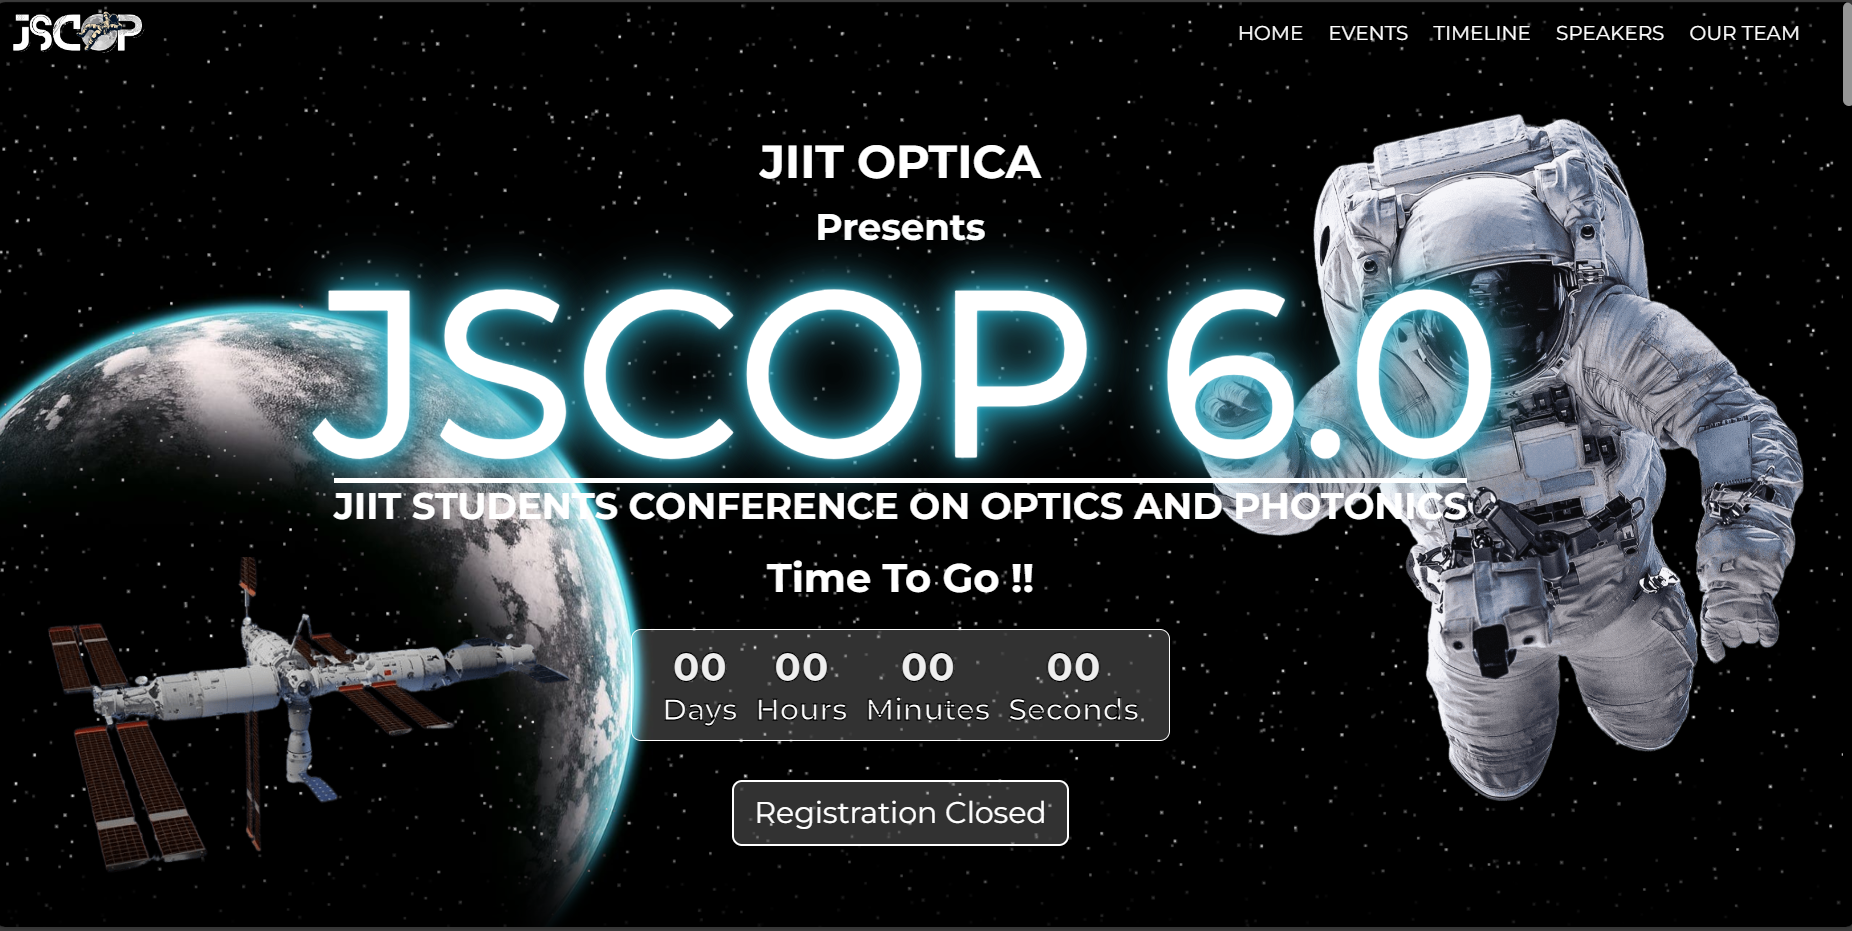 JSCOP
HOME EVENTS TIMELINE SPEAKERS OUR TEAM
JIIT OPTICA
Presents
JSCOP 6.0
JIIT STUDENTS CONFERENCE ON OPTICS AND PHOTONICS
Time To Go !!
00 00 00 00
Days Hours Minutes Seconds
Registration Closed